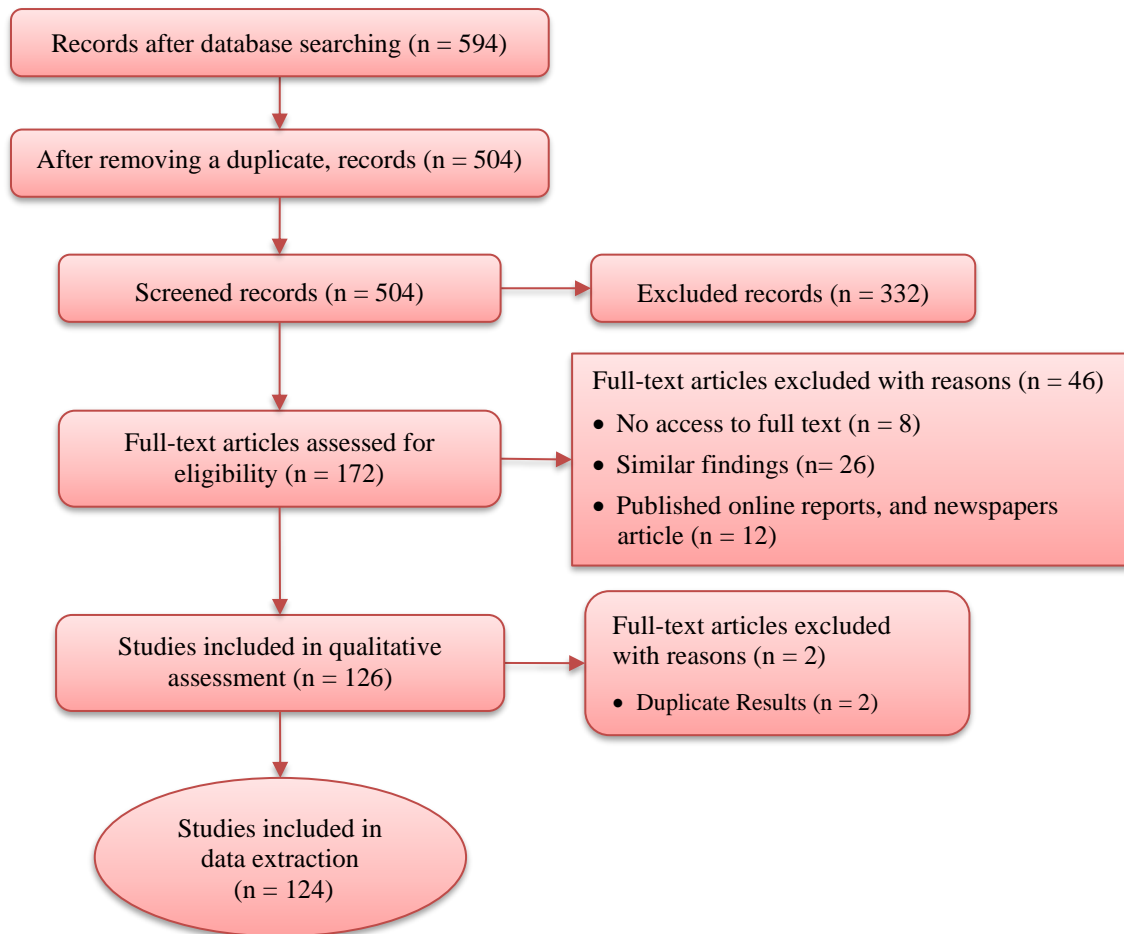 Records after database searching (n = 594)
After removing a duplicate, records (n = 504)
Screened records (n = 504)
Excluded records (n = 332)
Full-text articles assessed for
eligibility (n = 172)
Full-text articles excluded with reasons (n = 46)
• No access to full text (n = 8)
• Similar findings (n= 26)
• Published online reports, and newspapers
article (n = 12)
Studies included in qualitative
assessment (n = 126)
Full-text articles excluded
with reasons (n = 2)
• Duplicate Results (n = 2)
Studies included in
data extraction
(n = 124)